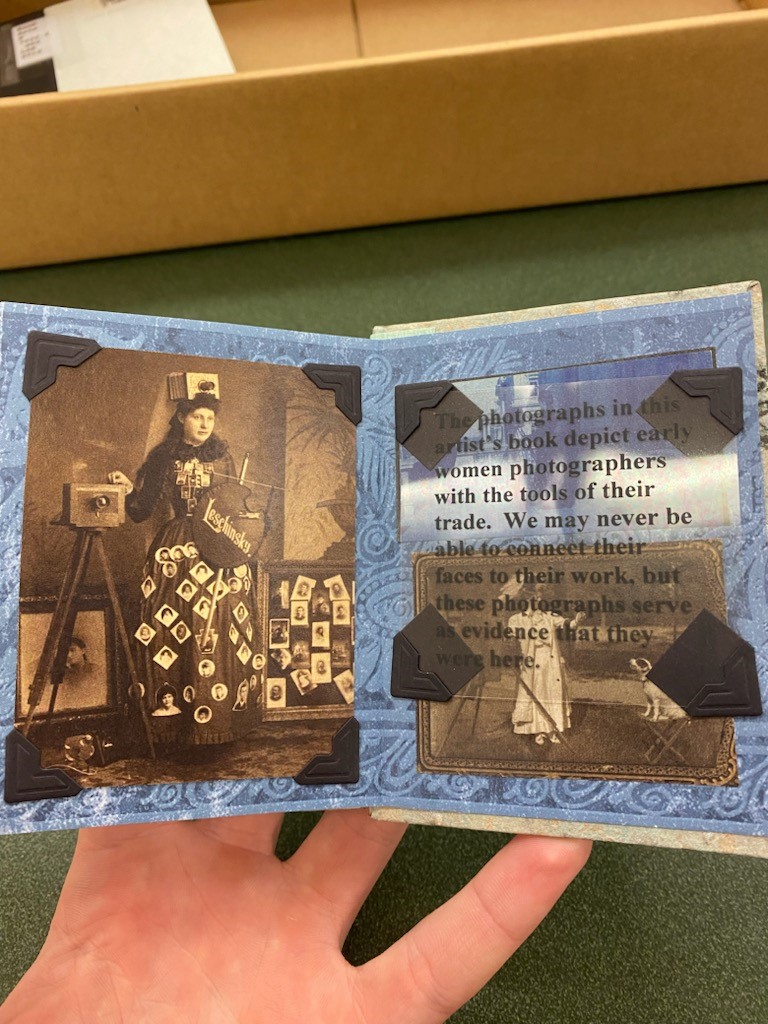 Leschinsky
The photographs in this
artist's book depict early
women photographers
with the tools of their
trade. We may never be
able to connect their
faces to their work, but
these photographs serve
as evidence that they
were here.